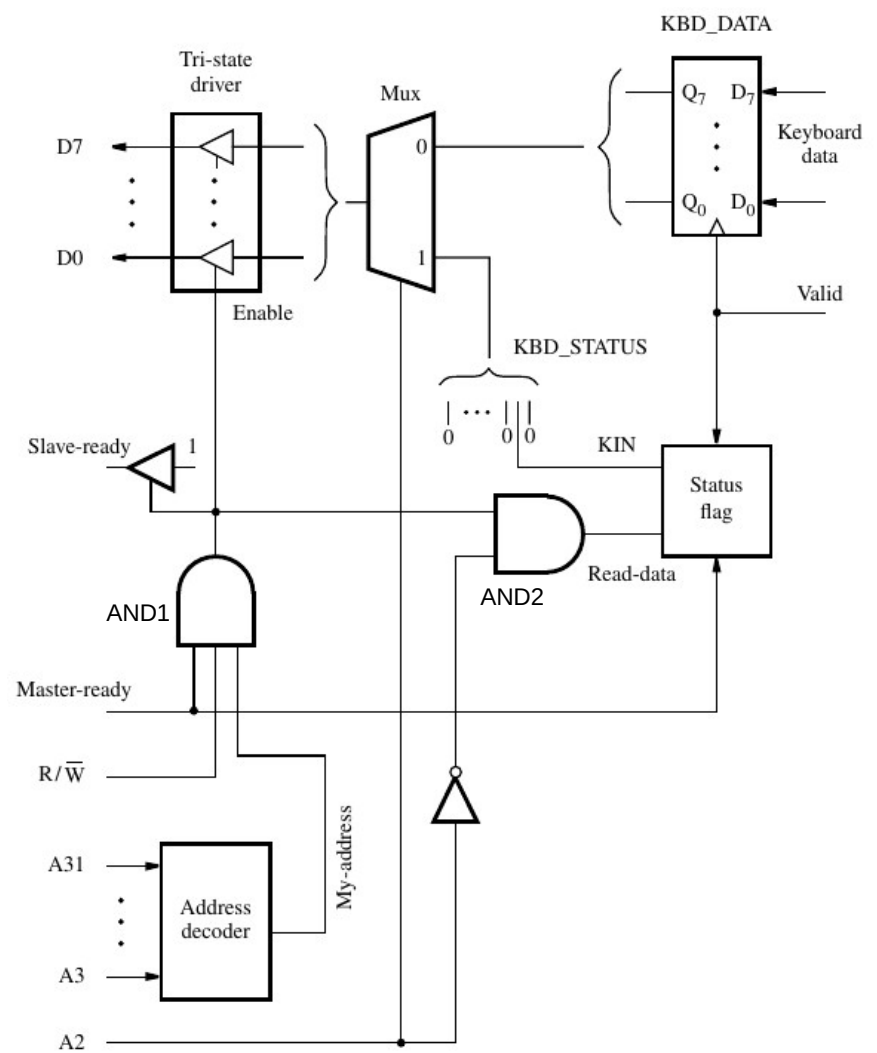 KBD_DATA
Tri-state
driver
Mux
Q7 D7
D7
0
Keyboard
data
Q0 D0
D0
1
Valid
Enable
KBD_STATUS
0 0 0
KIN
Slave-ready
1
Status
flag
Read-data
AND2
AND1
Master-ready
R/W̅
My-address
A31
Address
decoder
A3
A2